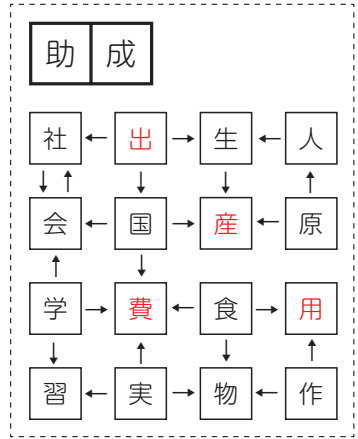 助成
社 ← 出 → 生 ← 人
↓ ↑ ↓ ↓ ↑
会 ← 国 → 産 ← 原
↑ ↓
学 → 費 ← 食 → 用
↓ ↑ ↓ ↑
習 ← 実 → 物 ← 作